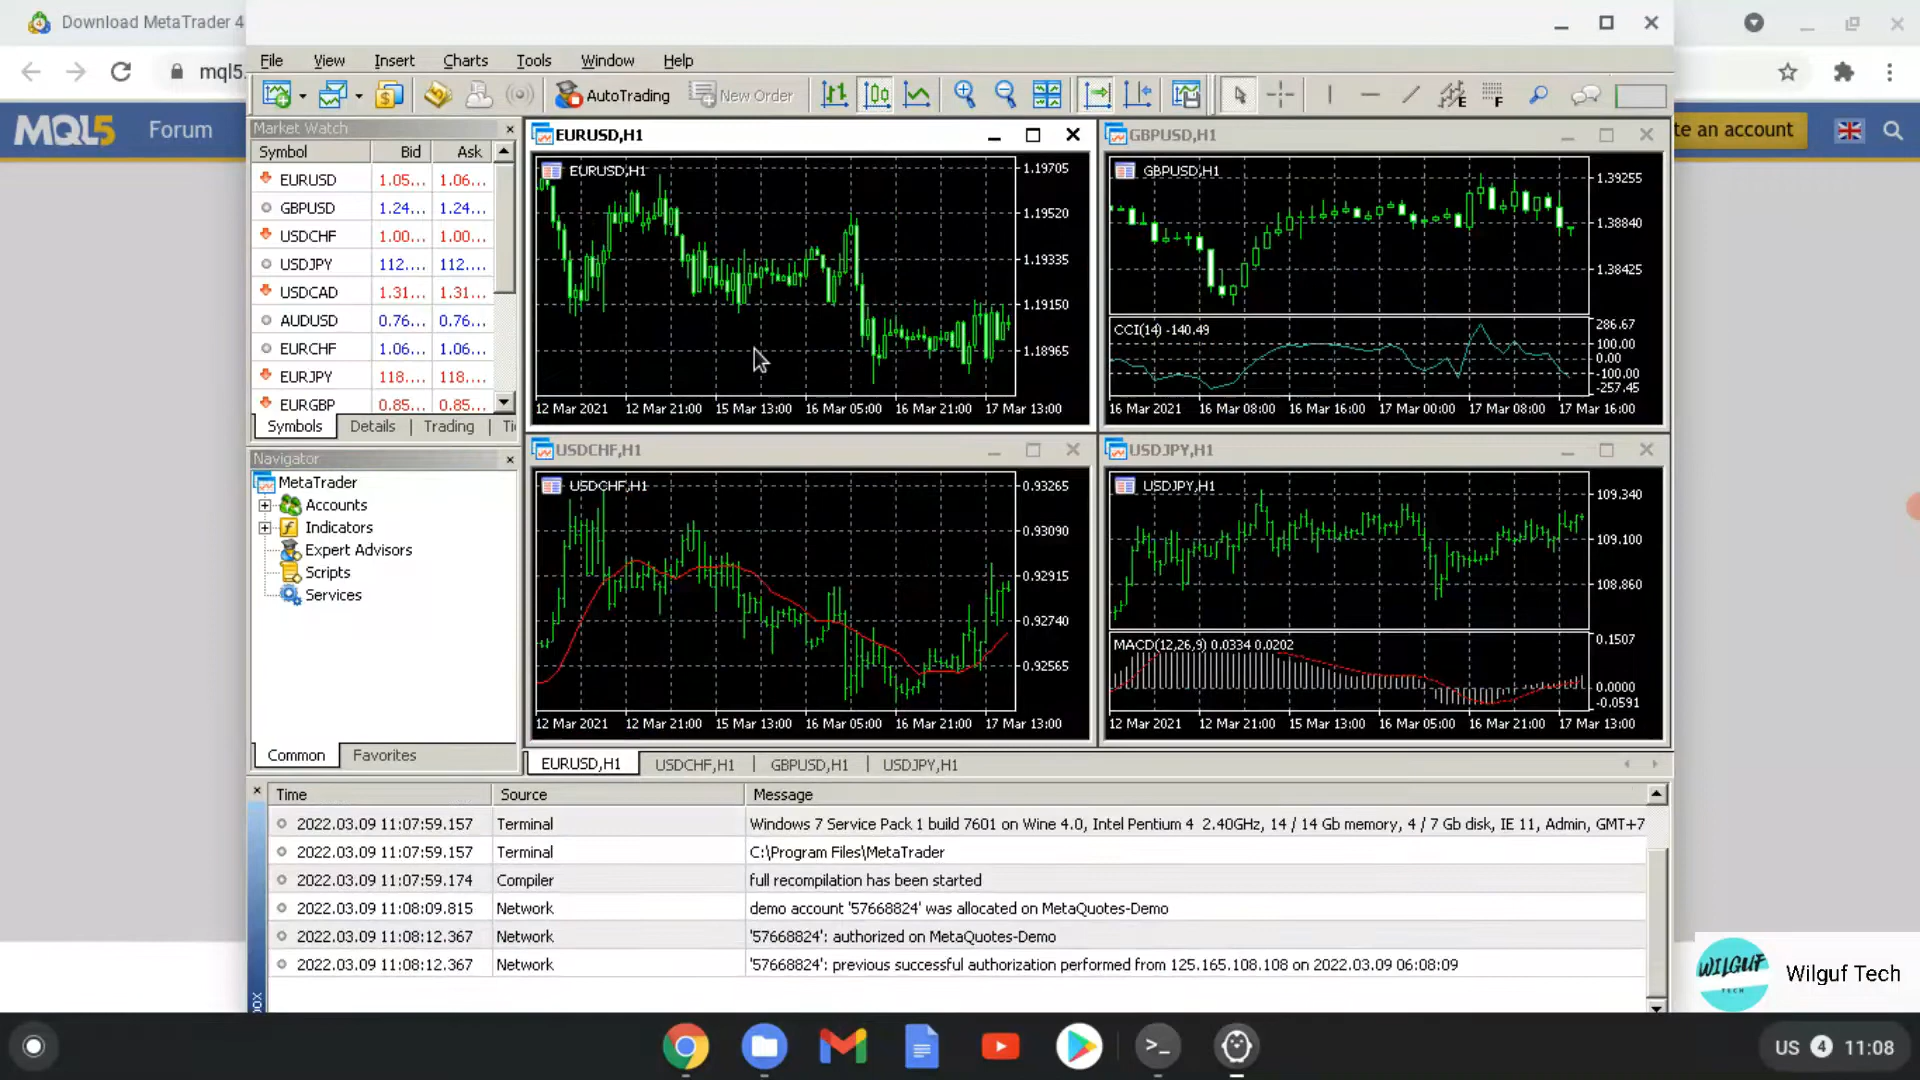 Download MetaTrader 4
mql5.
MQL5 Forum
te an account
File View Insert Charts Tools Window Help
AutoTrading New Order
E F
Market Watch
Symbol Bid Ask
EURUSD 1.05... 1.06...
GBPUSD 1.24... 1.24...
USDCHF 1.00... 1.00...
USDJPY 112.... 112....
USDCAD 1.31... 1.31...
AUDUSD 0.76... 0.76...
EURCHF 1.06... 1.06...
EURJPY 118.... 118....
EURGBP 0.85... 0.85...
Symbols Details Trading
Navigator
MetaTrader
Accounts
Indicators
Expert Advisors
Scripts
Services
Common Favorites
EURUSD,H1
EURUSD,H1
1.19705
1.19520
1.19335
1.19150
1.18965
12 Mar 2021 12 Mar 21:00 15 Mar 13:00 16 Mar 05:00 16 Mar 21:00 17 Mar 13:00
GBPUSD,H1
GBPUSD,H1
1.39255
1.38840
1.38425
CCI(14) -140.49
286.67
100.00
0.00
-100.00
-257.45
16 Mar 2021 16 Mar 08:00 16 Mar 16:00 17 Mar 00:00 17 Mar 08:00 17 Mar 16:00
USDCHF,H1
USDCHF,H1
0.93265
0.93090
0.92915
0.92740
0.92565
12 Mar 2021 12 Mar 21:00 15 Mar 13:00 16 Mar 05:00 16 Mar 21:00 17 Mar 13:00
USDJPY,H1
USDJPY,H1
109.340
109.100
108.860
MACD(12,26,9) 0.0334 0.0202
0.1507
0.0000
-0.0591
12 Mar 2021 12 Mar 21:00 15 Mar 13:00 16 Mar 05:00 16 Mar 21:00 17 Mar 13:00
EURUSD,H1 USDCHF,H1 GBPUSD,H1 USDJPY,H1
Time Source Message
2022.03.09 11:07:59.157 Terminal Windows 7 Service Pack 1 build 7601 on Wine 4.0, Intel Pentium 4 2.40GHz, 14 / 14 Gb memory, 4 / 7 Gb disk, IE 11, Admin, GMT+7
2022.03.09 11:07:59.157 Terminal C:\Program Files\MetaTrader
2022.03.09 11:07:59.174 Compiler full recompilation has been started
2022.03.09 11:08:09.815 Network demo account '57668824' was allocated on MetaQuotes-Demo
2022.03.09 11:08:12.367 Network '57668824': authorized on MetaQuotes-Demo
2022.03.09 11:08:12.367 Network '57668824': previous successful authorization performed from 125.165.108.108 on 2022.03.09 06:08:09
WILGUF
TECH
Wilguf Tech
US 4 11:08